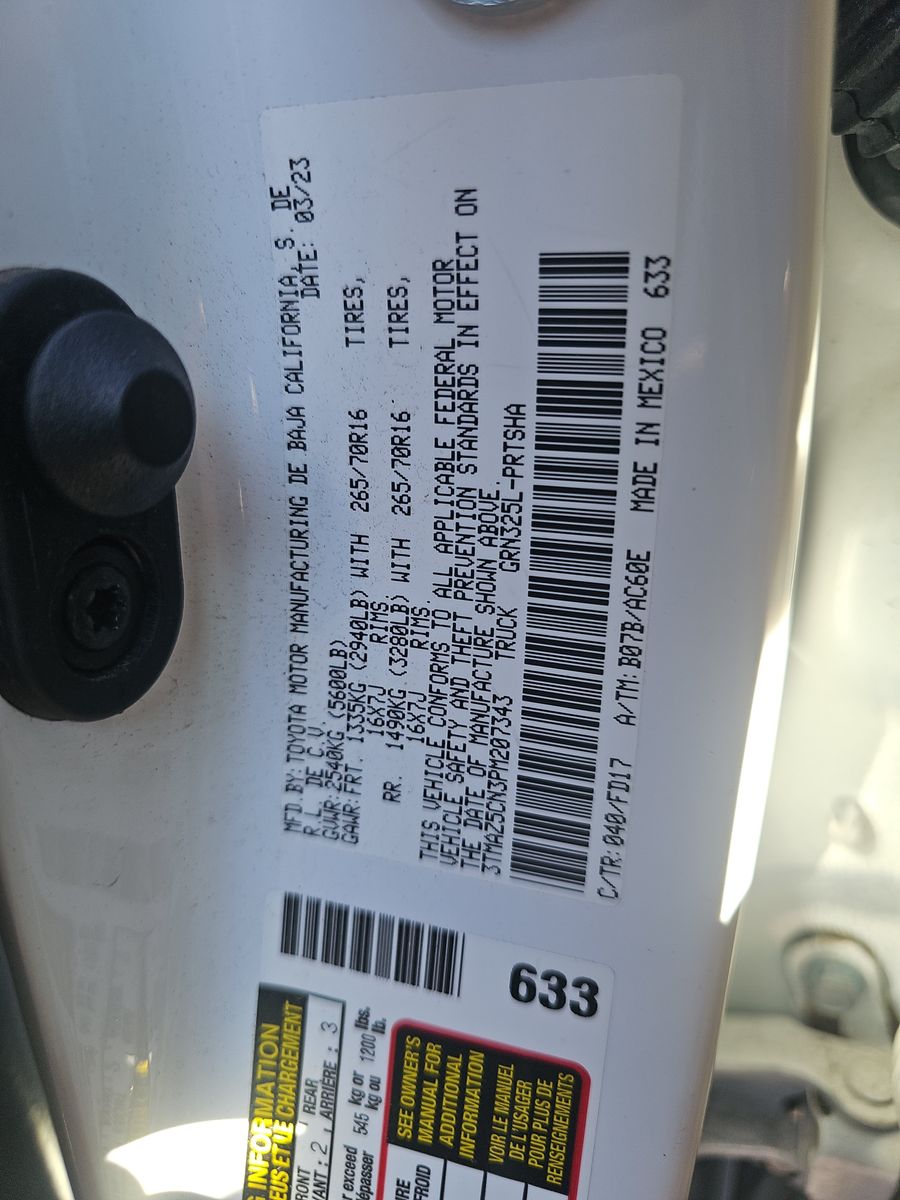 MFD.BY:TOYOTA MOTOR MANUFACTURING DE BAJA CALIFORNIA, S. DE
R. L. DE C.V. DATE: 03/23
GVWR:2540KG(5600LB)
GAWR:FRT. 1335KG (2940LB) WITH 265/70R16 TIRES,
16X7J RIMS,
RR. 1490KG (3280LB) WITH 265/70R16 TIRES,
16X7J RIMS
THIS VEHICLE CONFORMS TO ALL APPLICABLE FEDERAL MOTOR
VEHICLE SAFETY AND THEFT PREVENTION STANDARDS IN EFFECT ON
THE DATE OF MANUFACTURE SHOWN ABOVE.
3TMAZ5CN3PM207343 TRUCK GRN325L-PRTSHA
C/TR:040/FD17 A/TM: B07B/AC60E MADE IN MEXICO 633
633
REAR
2 , ARRIÈRE : 3
exceed 545 kg or 1200 lbs.
kg ou lb.
SEE OWNER'S
MANUAL FOR
ADDITIONAL
INFORMATION
VOIR LE MANUEL
DE L'USAGER
POUR PLUS DE
RENSEIGNEMENTS